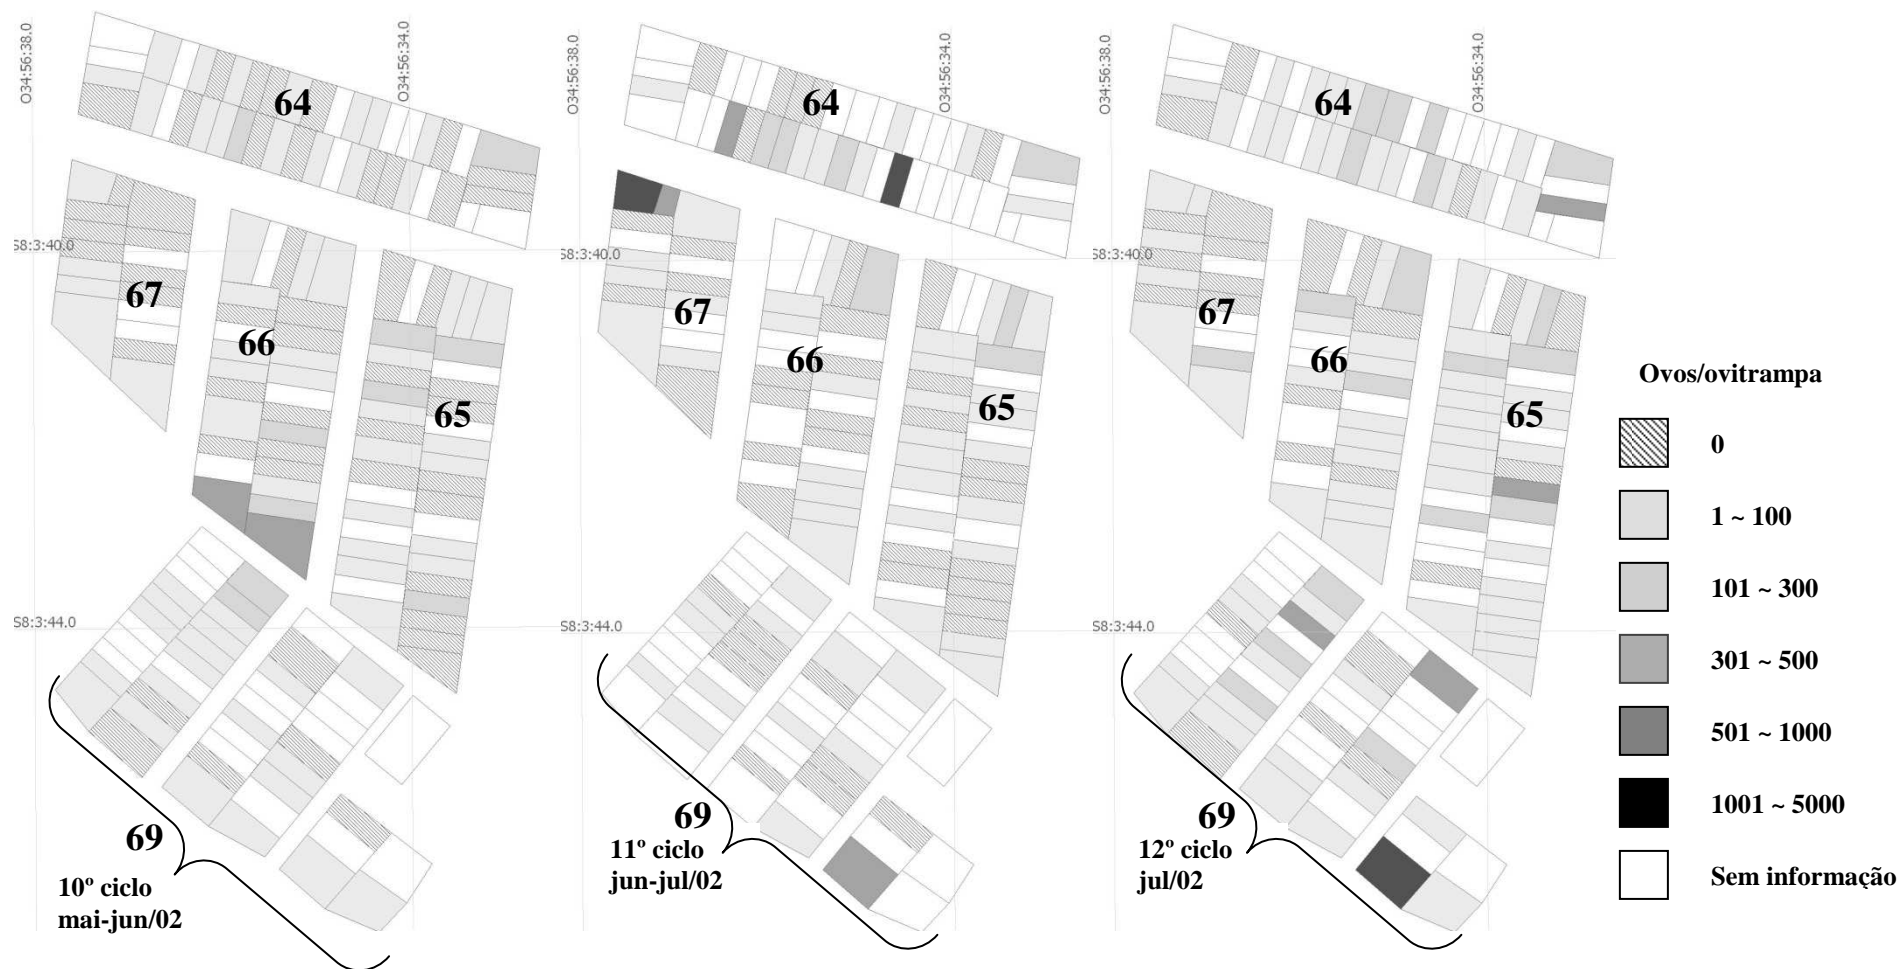 O34:56:38.0
O34:56:34.0
O34:56:38.0
O34:56:34.0
O34:56:38.0
O34:56:34.0
64
64
64
S8:3:40.0
S8:3:40.0
S8:3:40.0
67
66
65
67
66
65
67
66
65
S8:3:44.0
S8:3:44.0
S8:3:44.0
69
10º ciclo
mai-jun/02
69
11º ciclo
jun-jul/02
69
12º ciclo
jul/02
Ovos/ovitrampa
0
1 ~ 100
101 ~ 300
301 ~ 500
501 ~ 1000
1001 ~ 5000
Sem informação